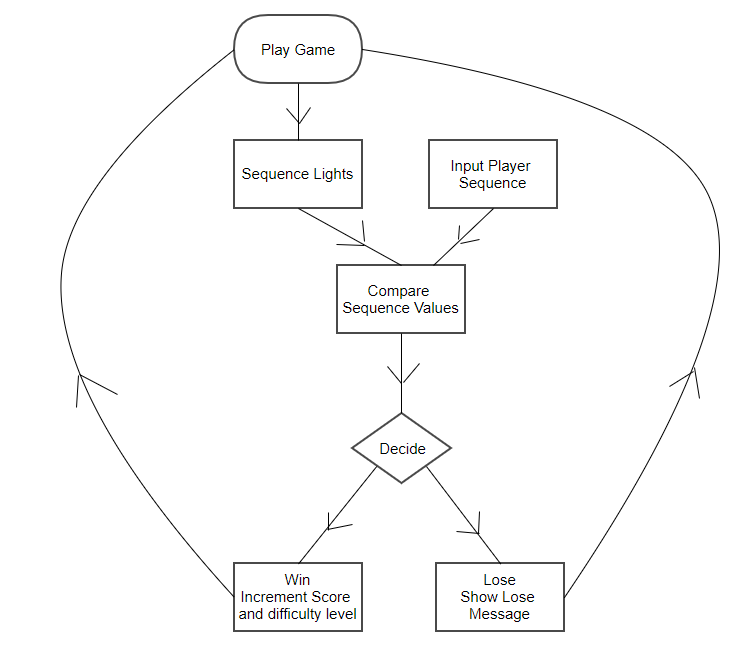 Play Game
Sequence Lights
Input Player
Sequence
Compare
Sequence Values
Decide
Win
Increment Score
and difficulty level
Lose
Show Lose
Message